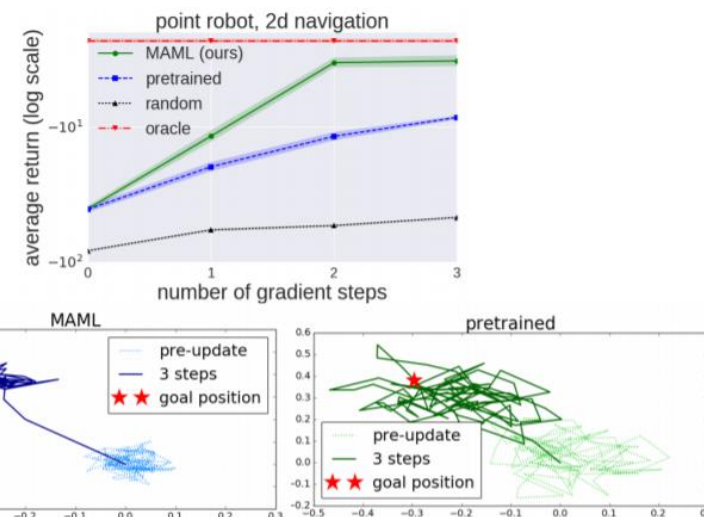 point robot, 2d navigation
average return (log scale)
MAML (ours)
pretrained
random
oracle
−10¹
−10²
0 1 2 3
number of gradient steps
MAML
pre-update
3 steps
goal position
−0.2 −0.1 0.0 0.1 0.2 0.3
pretrained
0.6
0.5
0.4
0.3
0.2
0.1
0.0
−0.1
−0.2
pre-update
3 steps
goal position
−0.5 −0.4 −0.3 −0.2 −0.1 0.0 0.1 0.2